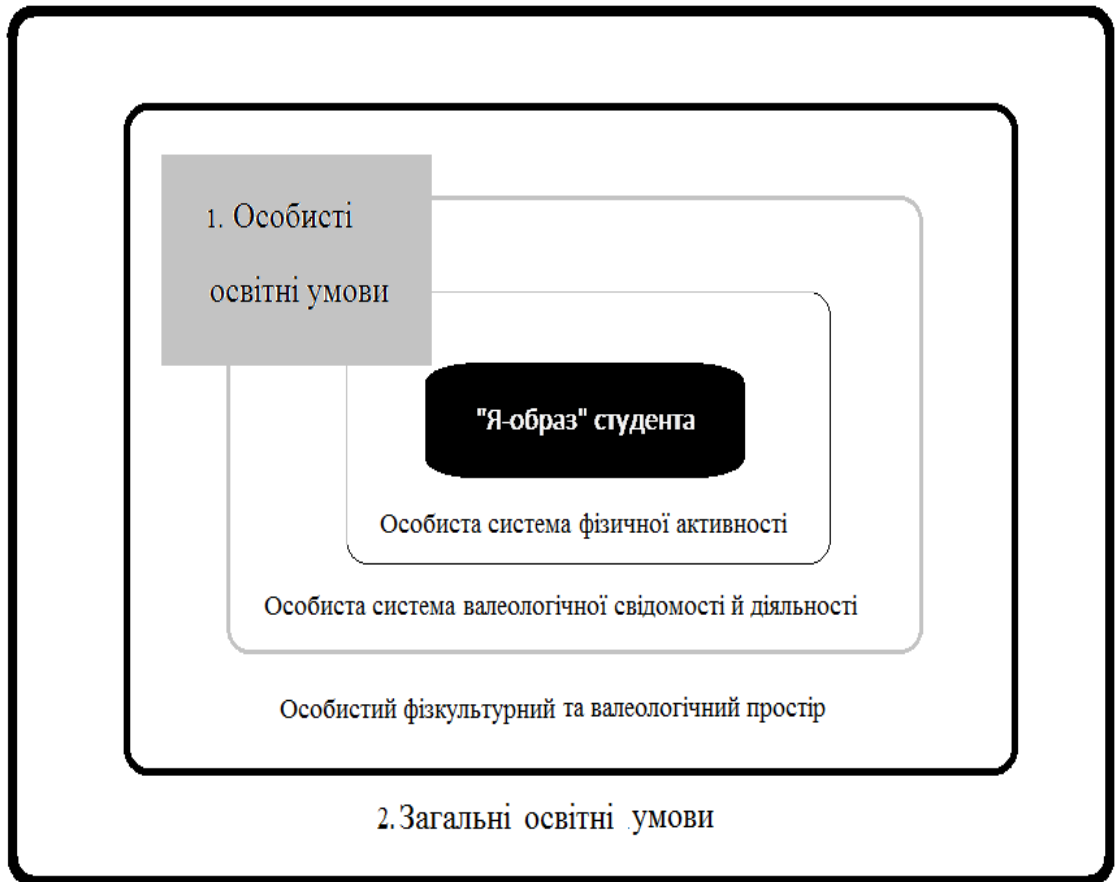 1. Особисті
освітні умови
"Я-образ" студента
Особиста система фізичної активності
Особиста система валеологічної свідомості й діяльності
Особистий фізкультурний та валеологічний простір
2. Загальні освітні умови